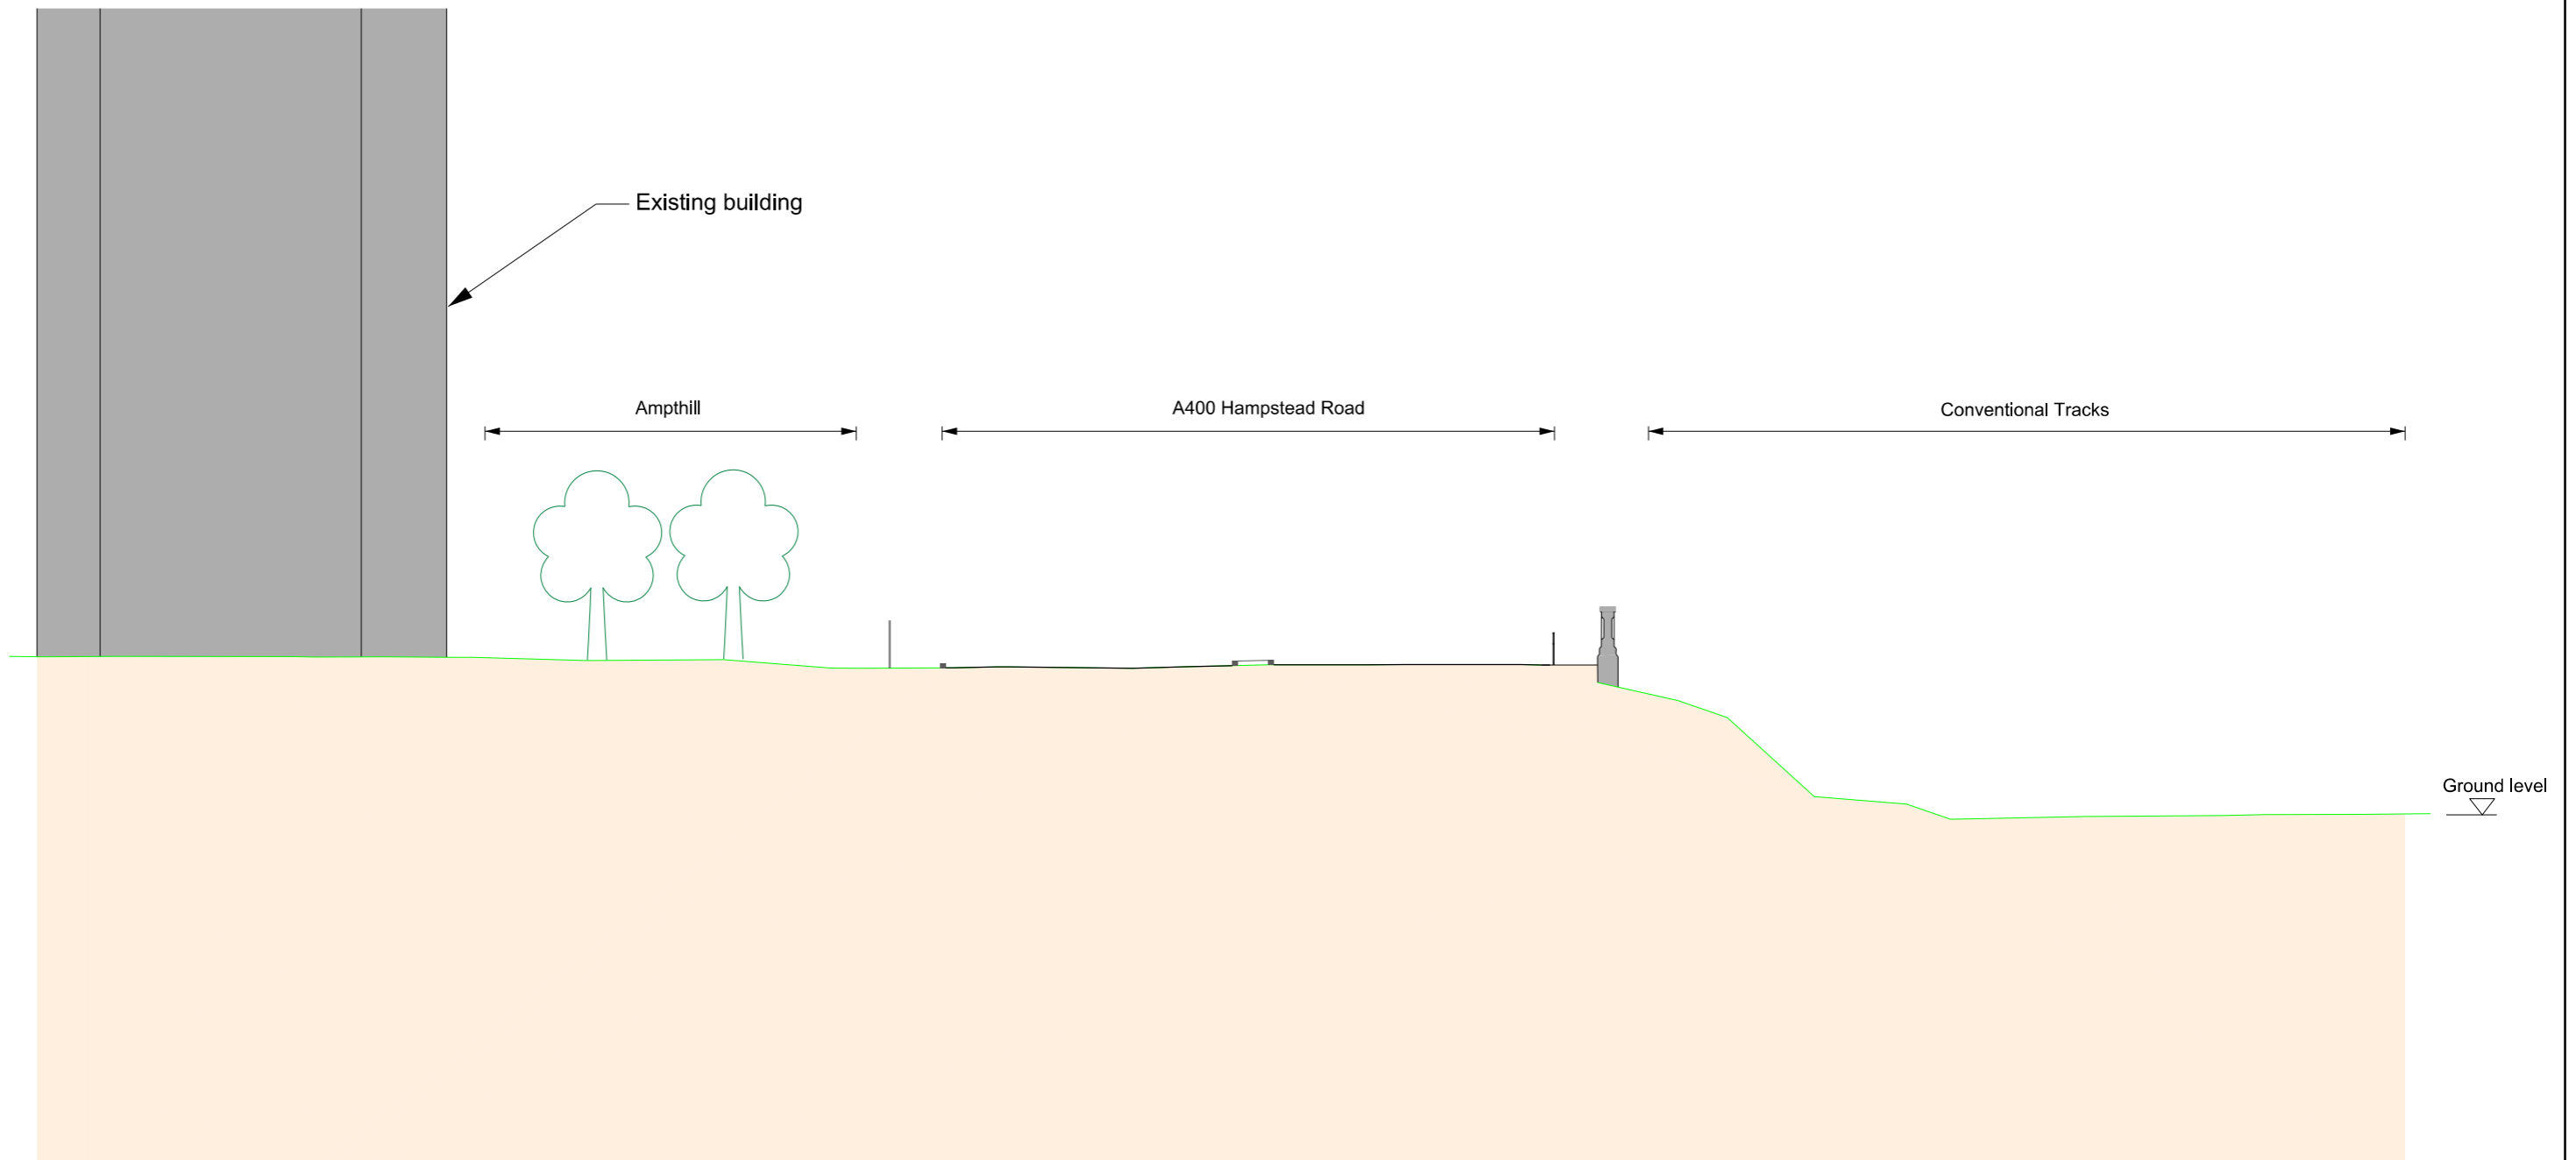 Existing building
Ampthill
A400 Hampstead Road
Conventional Tracks
Ground level